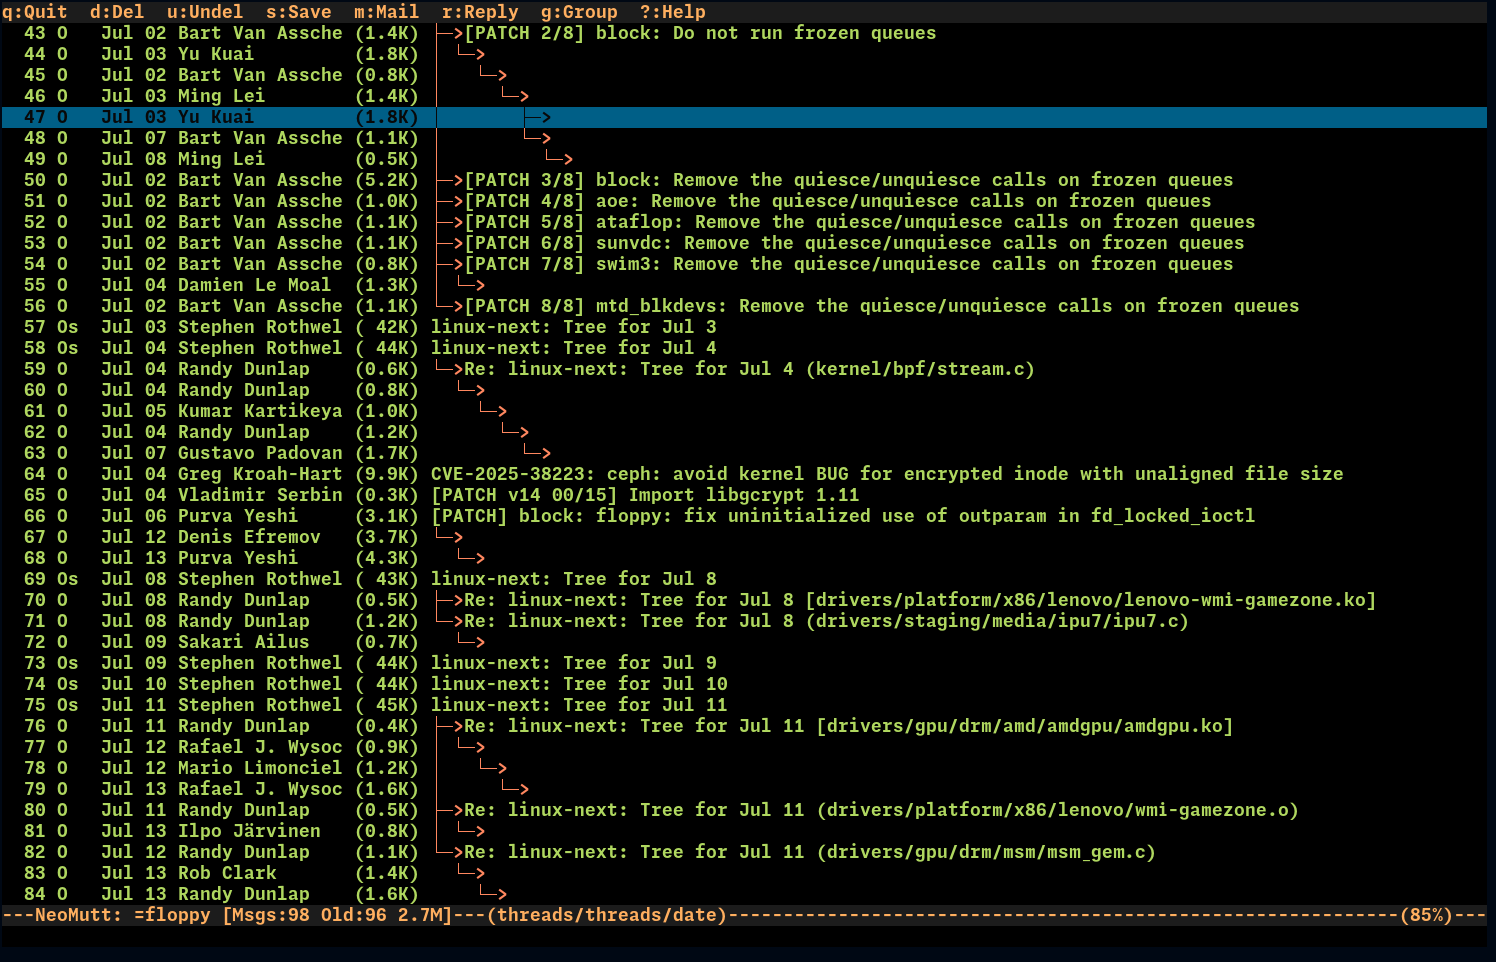 q:Quit  d:Del  u:Undel  s:Save  m:Mail  r:Reply  g:Group  ?:Help
43 O   Jul 02 Bart Van Assche (1.4K) ├─>[PATCH 2/8] block: Do not run frozen queues
44 O   Jul 03 Yu Kuai         (1.8K) │ └─>
45 O   Jul 02 Bart Van Assche (0.8K) │   └─>
46 O   Jul 03 Ming Lei        (1.4K) │     └─>
47 O   Jul 03 Yu Kuai         (1.8K) │       ├─>
48 O   Jul 07 Bart Van Assche (1.1K) │       └─>
49 O   Jul 08 Ming Lei        (0.5K) │         └─>
50 O   Jul 02 Bart Van Assche (5.2K) ├─>[PATCH 3/8] block: Remove the quiesce/unquiesce calls on frozen queues
51 O   Jul 02 Bart Van Assche (1.0K) ├─>[PATCH 4/8] aoe: Remove the quiesce/unquiesce calls on frozen queues
52 O   Jul 02 Bart Van Assche (1.1K) ├─>[PATCH 5/8] ataflop: Remove the quiesce/unquiesce calls on frozen queues
53 O   Jul 02 Bart Van Assche (1.1K) ├─>[PATCH 6/8] sunvdc: Remove the quiesce/unquiesce calls on frozen queues
54 O   Jul 02 Bart Van Assche (0.8K) ├─>[PATCH 7/8] swim3: Remove the quiesce/unquiesce calls on frozen queues
55 O   Jul 04 Damien Le Moal  (1.3K) │ └─>
56 O   Jul 02 Bart Van Assche (1.1K) └─>[PATCH 8/8] mtd_blkdevs: Remove the quiesce/unquiesce calls on frozen queues
57 Os  Jul 03 Stephen Rothwel ( 42K) linux-next: Tree for Jul 3
58 Os  Jul 04 Stephen Rothwel ( 44K) linux-next: Tree for Jul 4
59 O   Jul 04 Randy Dunlap    (0.6K) └─>Re: linux-next: Tree for Jul 4 (kernel/bpf/stream.c)
60 O   Jul 04 Randy Dunlap    (0.8K)   └─>
61 O   Jul 05 Kumar Kartikeya (1.0K)     └─>
62 O   Jul 04 Randy Dunlap    (1.2K)       └─>
63 O   Jul 07 Gustavo Padovan (1.7K)         └─>
64 O   Jul 04 Greg Kroah-Hart (9.9K) CVE-2025-38223: ceph: avoid kernel BUG for encrypted inode with unaligned file size
65 O   Jul 04 Vladimir Serbin (0.3K) [PATCH v14 00/15] Import libgcrypt 1.11
66 O   Jul 06 Purva Yeshi     (3.1K) [PATCH] block: floppy: fix uninitialized use of outparam in fd_locked_ioctl
67 O   Jul 12 Denis Efremov   (3.7K) └─>
68 O   Jul 13 Purva Yeshi     (4.3K)   └─>
69 Os  Jul 08 Stephen Rothwel ( 43K) linux-next: Tree for Jul 8
70 O   Jul 08 Randy Dunlap    (0.5K) ├─>Re: linux-next: Tree for Jul 8 [drivers/platform/x86/lenovo/lenovo-wmi-gamezone.ko]
71 O   Jul 08 Randy Dunlap    (1.2K) └─>Re: linux-next: Tree for Jul 8 (drivers/staging/media/ipu7/ipu7.c)
72 O   Jul 09 Sakari Ailus    (0.7K)   └─>
73 Os  Jul 09 Stephen Rothwel ( 44K) linux-next: Tree for Jul 9
74 Os  Jul 10 Stephen Rothwel ( 44K) linux-next: Tree for Jul 10
75 Os  Jul 11 Stephen Rothwel ( 45K) linux-next: Tree for Jul 11
76 O   Jul 11 Randy Dunlap    (0.4K) ├─>Re: linux-next: Tree for Jul 11 [drivers/gpu/drm/amd/amdgpu/amdgpu.ko]
77 O   Jul 12 Rafael J. Wysoc (0.9K) │ └─>
78 O   Jul 12 Mario Limonciel (1.2K) │   └─>
79 O   Jul 13 Rafael J. Wysoc (1.6K) │     └─>
80 O   Jul 11 Randy Dunlap    (0.5K) ├─>Re: linux-next: Tree for Jul 11 (drivers/platform/x86/lenovo/wmi-gamezone.o)
81 O   Jul 13 Ilpo Järvinen   (0.8K) │ └─>
82 O   Jul 12 Randy Dunlap    (1.1K) └─>Re: linux-next: Tree for Jul 11 (drivers/gpu/drm/msm/msm_gem.c)
83 O   Jul 13 Rob Clark       (1.4K)   └─>
84 O   Jul 13 Randy Dunlap    (1.6K)     └─>
---NeoMutt: =floppy [Msgs:98 Old:96 2.7M]---(threads/threads/date)-------------------------------------------------------------(85%)---